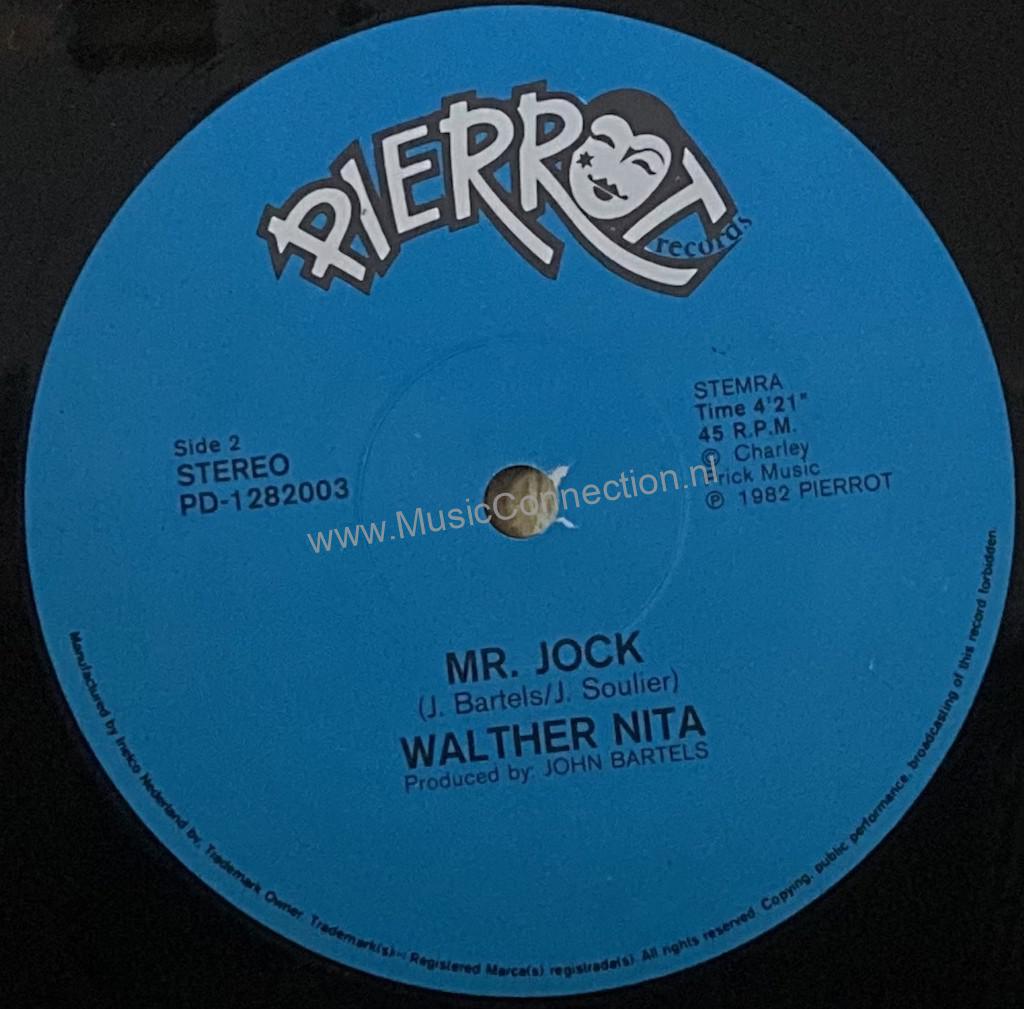 PIERROT
records
Side 2
STEREO
PD-1282003
STEMRA
Time 4'21"
45 R.P.M.
© Charley
Prick Music
℗ 1982 PIERROT
www.MusicConnection.nl
MR. JOCK
(J. Bartels/J. Soulier)
WALTHER NITA
Produced by: JOHN BARTELS
Manufactured by Inelco Nederland bv. Trademark Owner. Trademark(s)- Registered Marca(s) registrada(s). All rights reserved. Copying, public performance, broadcasting of this record forbidden.